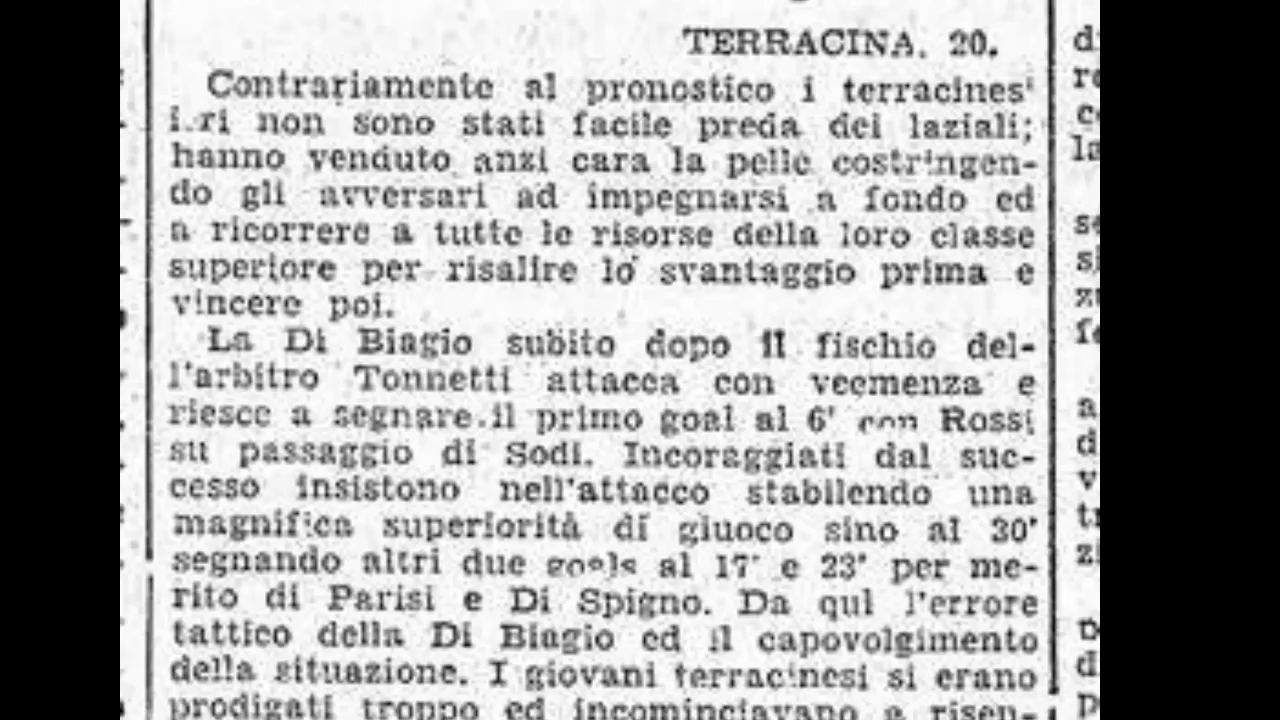 TERRACINA. 20.
Contrariamente al pronostico i terracinesi
ieri non sono stati facile preda dei laziali;
hanno venduto anzi cara la pelle costringen-
do gli avversari ad impegnarsi a fondo ed
a ricorrere a tutte le risorse della loro classe
superiore per risalire lo svantaggio prima e
vincere poi.
La Di Biagio subito dopo il fischio del-
l'arbitro Tonnetti attacca con veemenza e
riesce a segnare il primo goal al 6' con Rossi
su passaggio di Sodi. Incoraggiati dal suc-
cesso insistono nell'attacco stabilendo una
magnifica superiorità di giuoco sino al 30'
segnando altri due goals al 17' e 23' per me-
rito di Parisi e Di Spigno. Da quì l'errore
tattico della Di Biagio ed il capovolgimento
della situazione. I giovani terracinesi si erano
prodigati troppo ed incominciavano a risen-